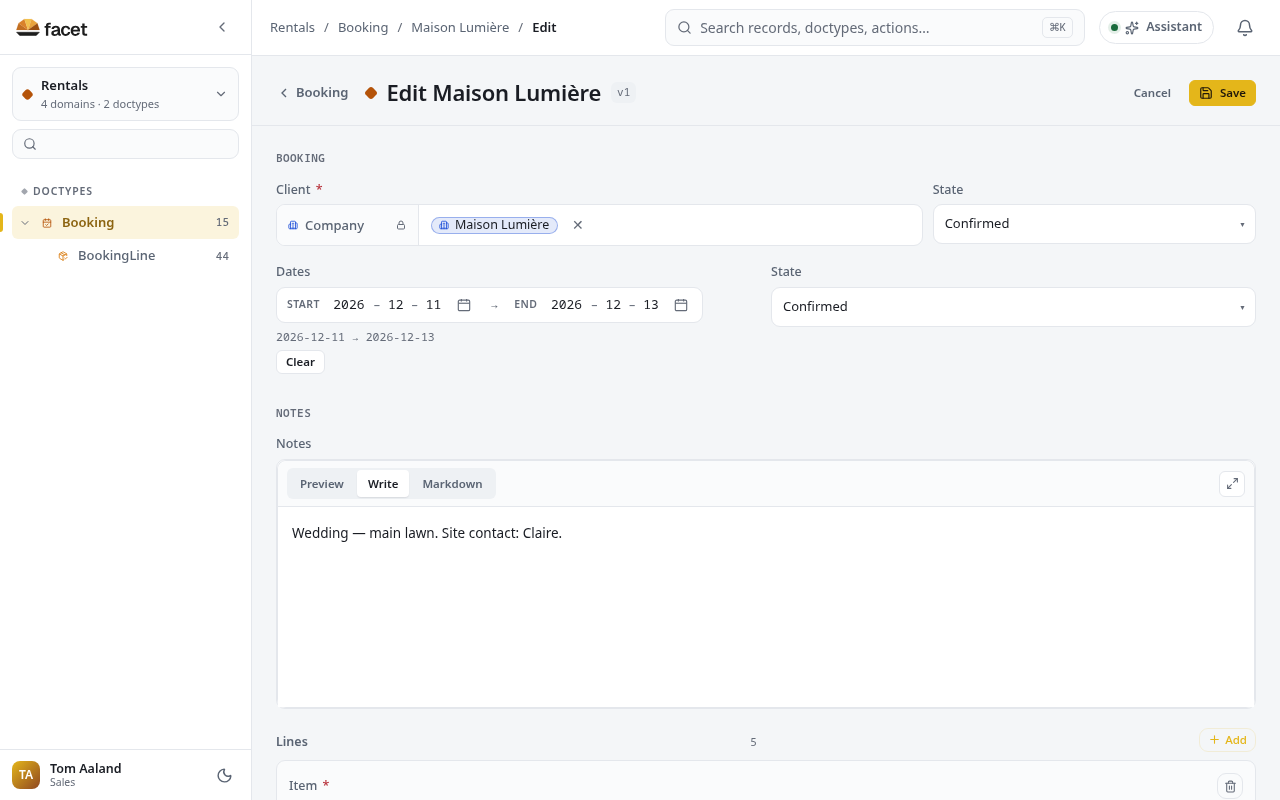 facet
Rentals
4 domains · 2 doctypes
DOCTYPES
Booking 15
BookingLine 44
TA
Tom Aaland
Sales
Rentals / Booking / Maison Lumière / Edit
Search records, doctypes, actions...
⌘K
Assistant
Booking
Edit Maison Lumière
v1
Cancel
Save
BOOKING
Client *
State
Company
Maison Lumière
Confirmed
Dates
State
START 2026 – 12 – 11 → END 2026 – 12 – 13
Confirmed
2026-12-11 → 2026-12-13
Clear
NOTES
Notes
Preview Write Markdown
Wedding — main lawn. Site contact: Claire.
Lines 5
Add
Item *